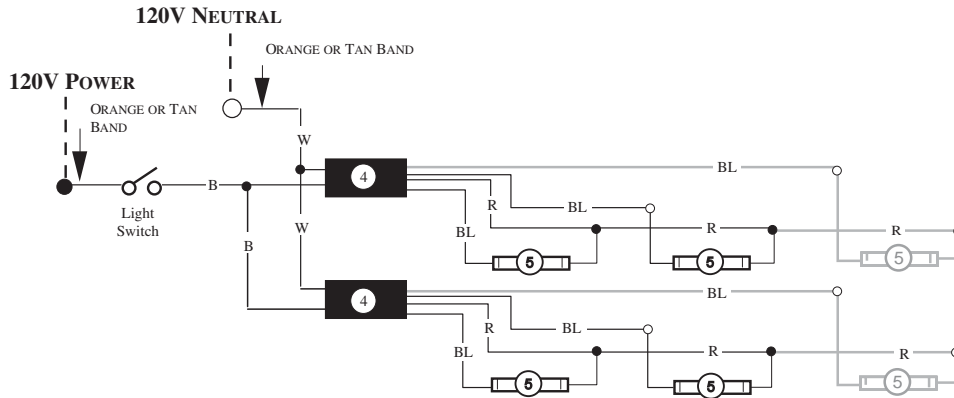 120V NEUTRAL
ORANGE OR TAN BAND
120V POWER
ORANGE OR TAN
BAND
W
4
BL
B
R
BL
R
R
Light
Switch
BL
5
5
5
B
W
4
BL
R
BL
R
R
BL
5
5
5